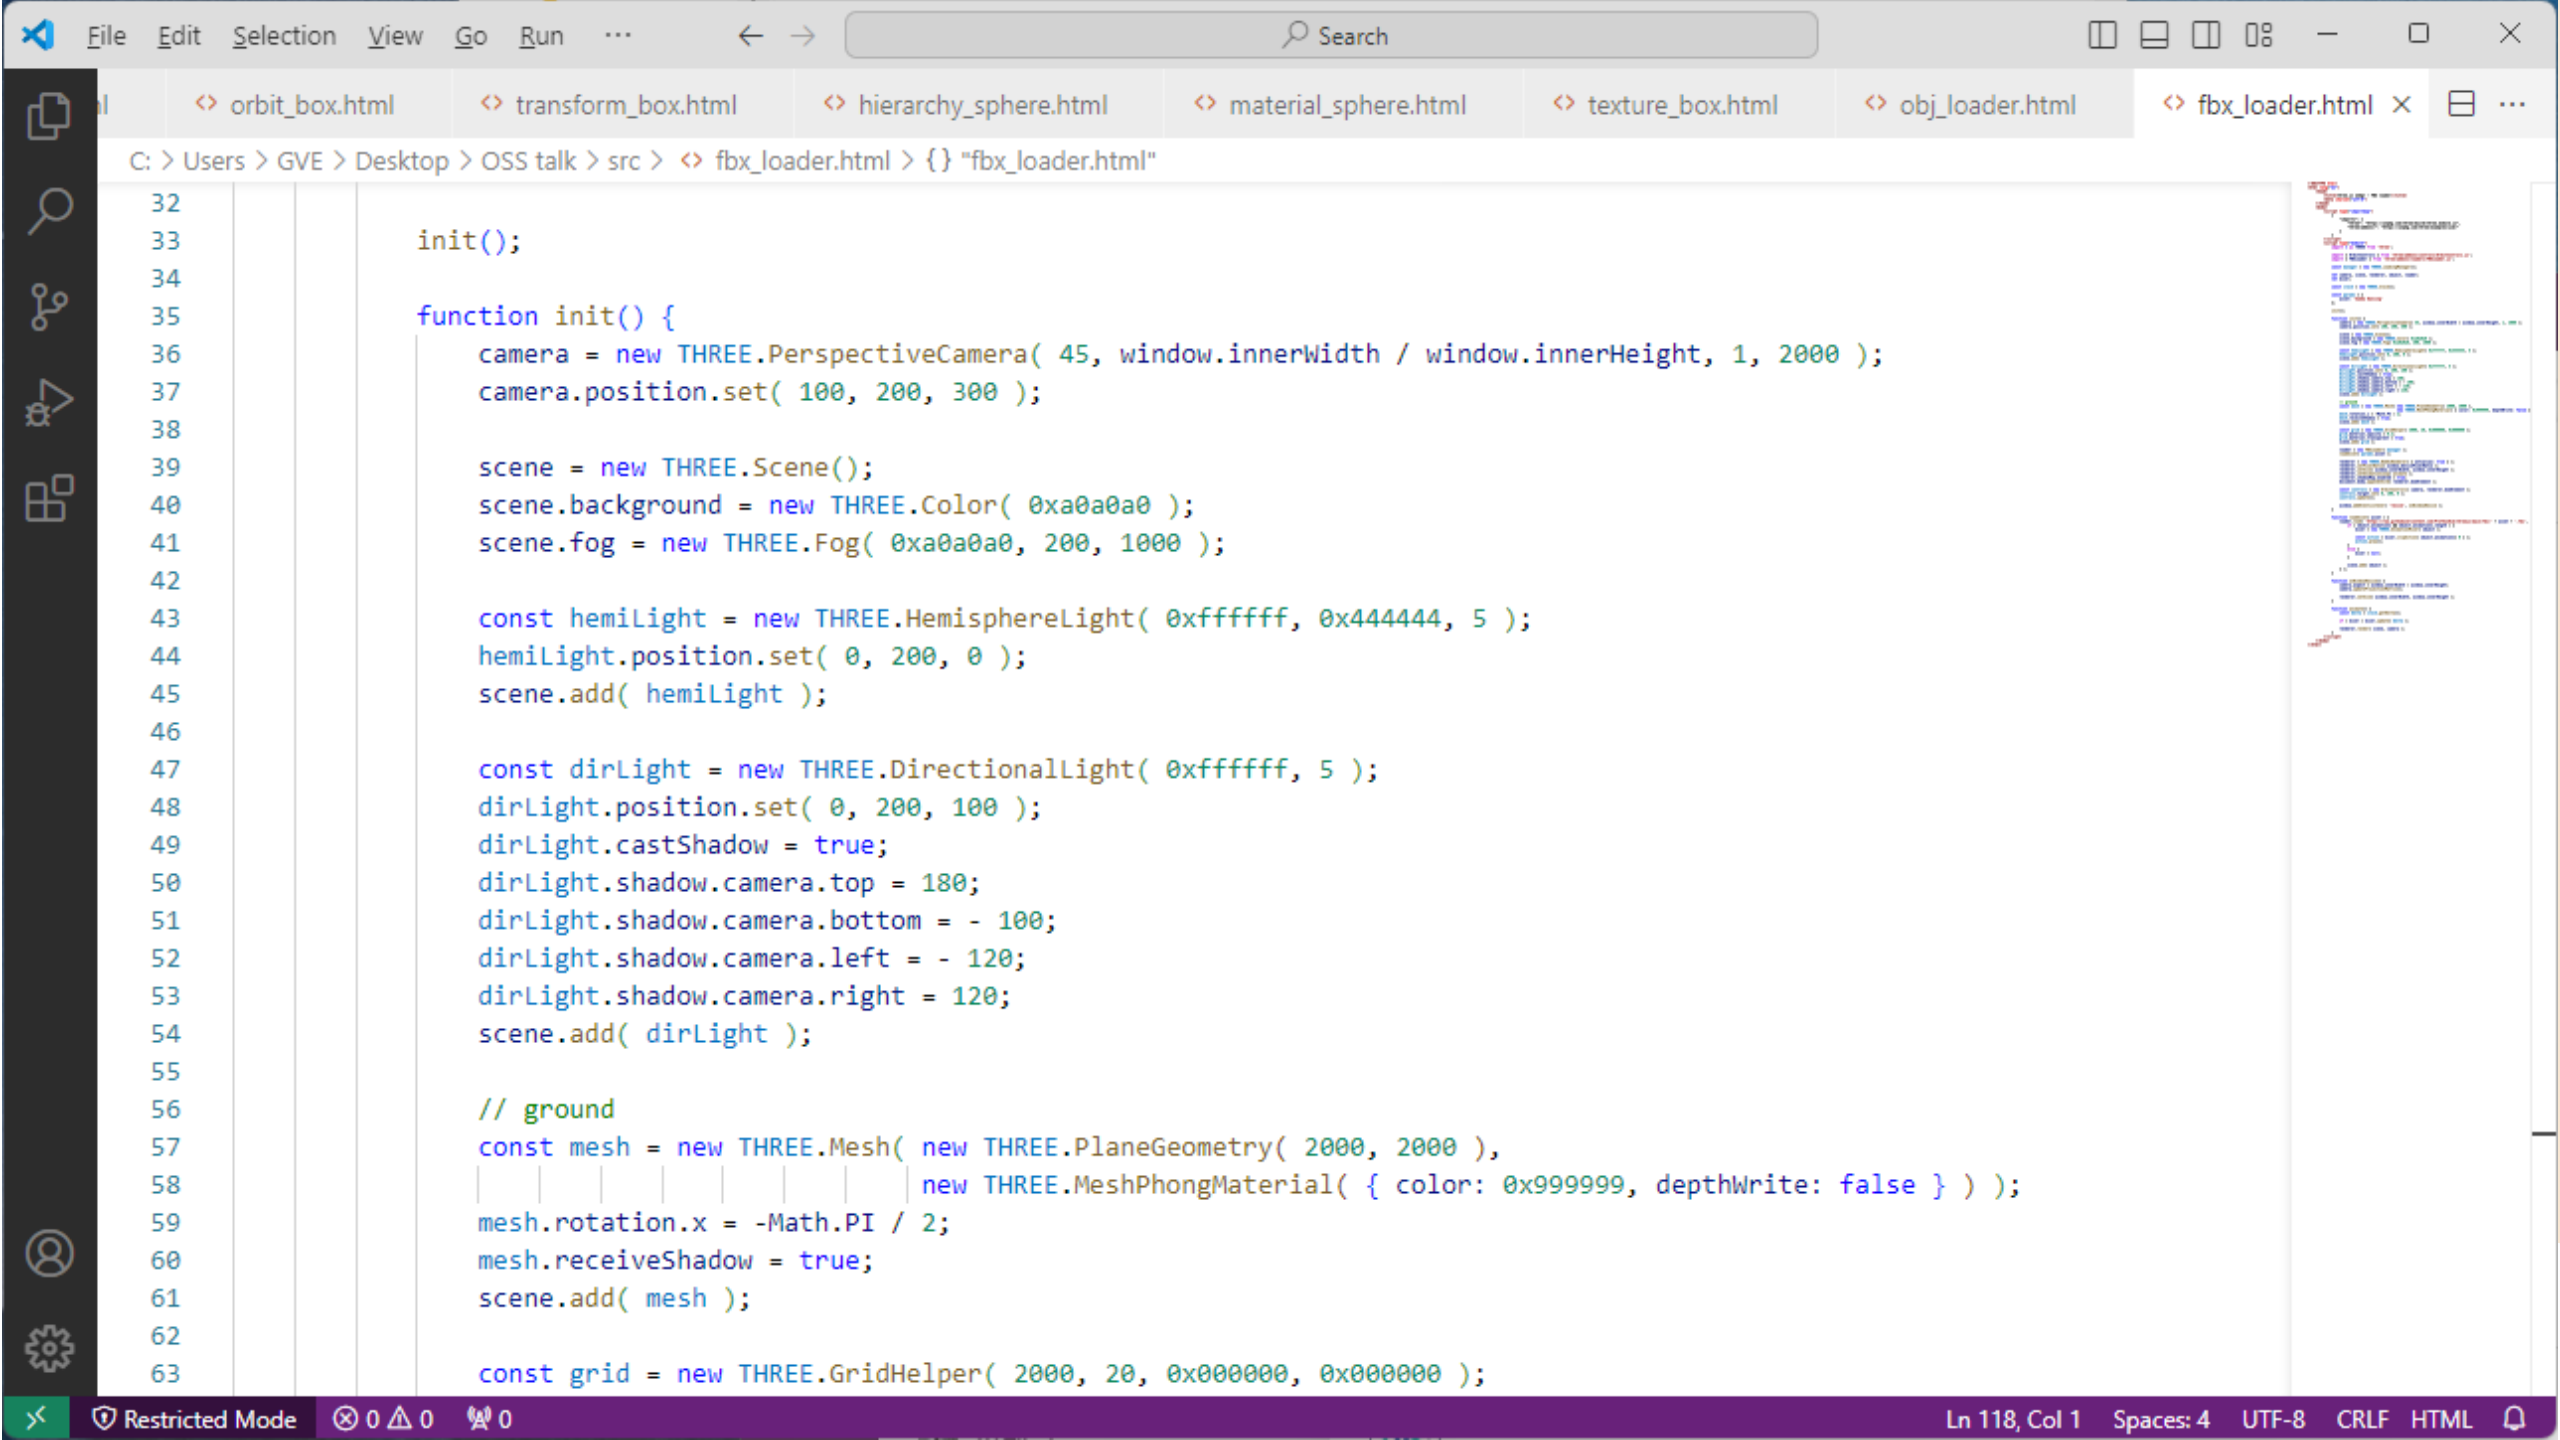 File Edit Selection View Go Run ··· Search
orbit_box.html transform_box.html hierarchy_sphere.html material_sphere.html texture_box.html obj_loader.html fbx_loader.html
C: > Users > GVE > Desktop > OSS talk > src > <> fbx_loader.html > {} "fbx_loader.html"
32
33 init();
34
35 function init() {
36 camera = new THREE.PerspectiveCamera( 45, window.innerWidth / window.innerHeight, 1, 2000 );
37 camera.position.set( 100, 200, 300 );
38
39 scene = new THREE.Scene();
40 scene.background = new THREE.Color( 0xa0a0a0 );
41 scene.fog = new THREE.Fog( 0xa0a0a0, 200, 1000 );
42
43 const hemiLight = new THREE.HemisphereLight( 0xffffff, 0x444444, 5 );
44 hemiLight.position.set( 0, 200, 0 );
45 scene.add( hemiLight );
46
47 const dirLight = new THREE.DirectionalLight( 0xffffff, 5 );
48 dirLight.position.set( 0, 200, 100 );
49 dirLight.castShadow = true;
50 dirLight.shadow.camera.top = 180;
51 dirLight.shadow.camera.bottom = - 100;
52 dirLight.shadow.camera.left = - 120;
53 dirLight.shadow.camera.right = 120;
54 scene.add( dirLight );
55
56 // ground
57 const mesh = new THREE.Mesh( new THREE.PlaneGeometry( 2000, 2000 ),
58 new THREE.MeshPhongMaterial( { color: 0x999999, depthWrite: false } ) );
59 mesh.rotation.x = -Math.PI / 2;
60 mesh.receiveShadow = true;
61 scene.add( mesh );
62
63 const grid = new THREE.GridHelper( 2000, 20, 0x000000, 0x000000 );
Restricted Mode 0 0 0 Ln 118, Col 1 Spaces: 4 UTF-8 CRLF HTML